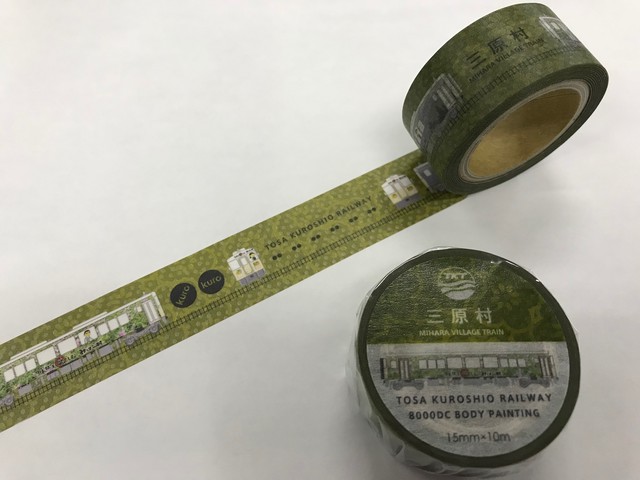 三原村
MIHARA VILLAGE TRAIN
TOSA KUROSHIO RAILWAY
kuro
kuro
TKT
三原村
MIHARA VILLAGE TRAIN
TOSA KUROSHIO RAILWAY
8000DC BODY PAINTING
15mm×10m